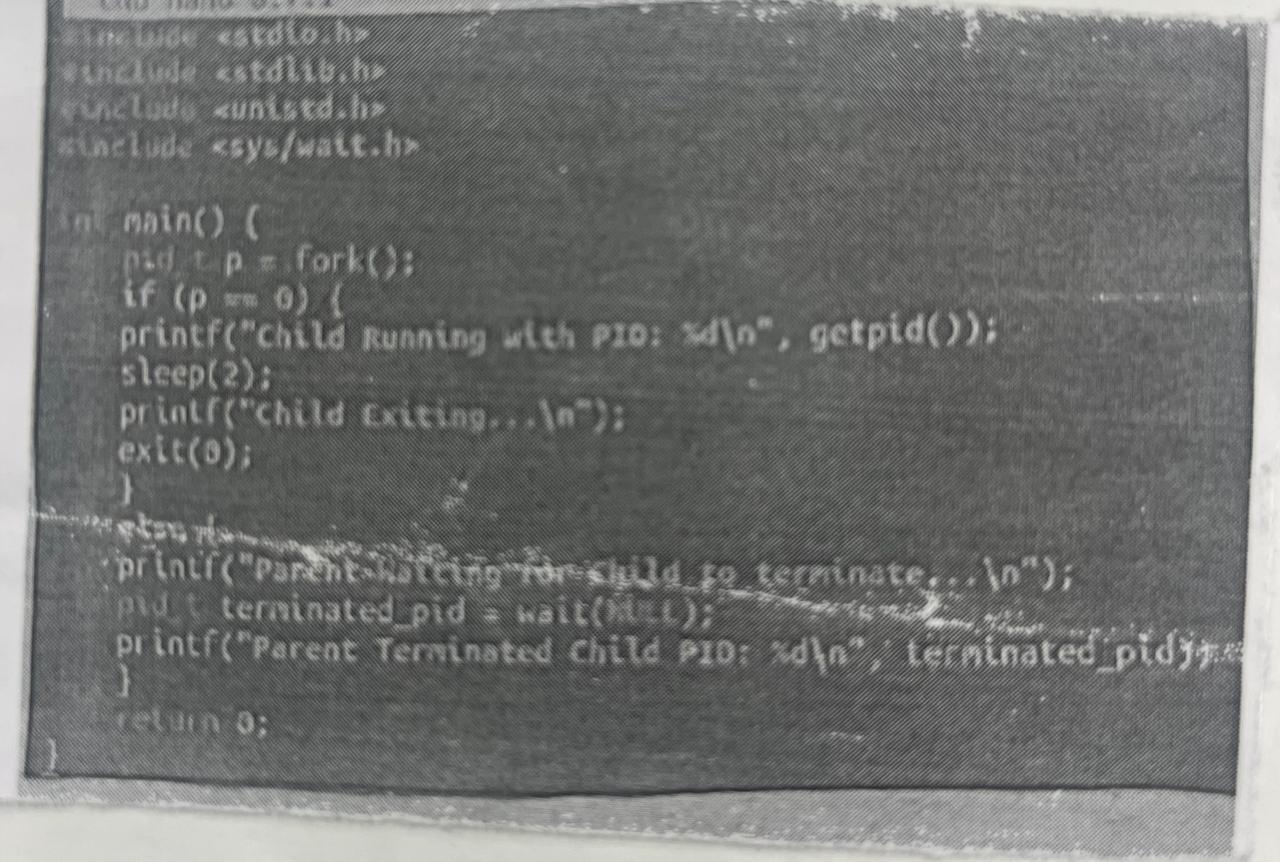 #include <stdio.h>
#include <stdlib.h>
#include <unistd.h>
#include <sys/wait.h>
int main() {
pid_t p = fork();
if (p == 0) {
printf("Child Running with PID: %d\n", getpid());
sleep(2);
printf("Child Exiting...\n");
exit(0);
}
else {
printf("Parent Waiting for Child to terminate...\n");
pid_t terminated_pid = wait(NULL);
printf("Parent Terminated Child PID: %d\n", terminated_pid);
}
return 0;
}